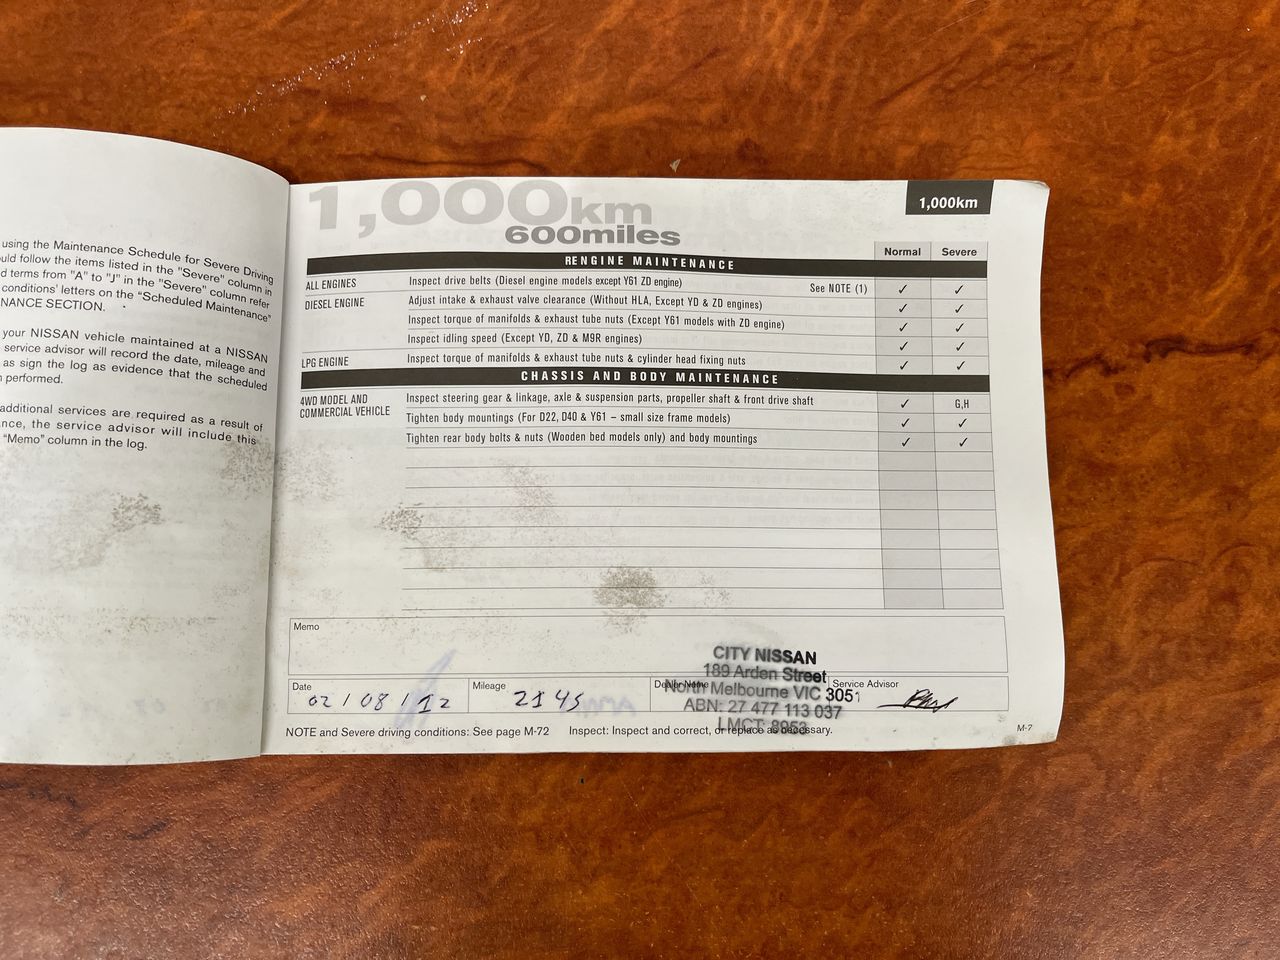 using the Maintenance Schedule for Severe Driving
uld follow the items listed in the "Severe" column in
d terms from "A" to "J" in the "Severe" column refer
conditions' letters on the "Scheduled Maintenance"
NANCE SECTION.
your NISSAN vehicle maintained at a NISSAN
service advisor will record the date, mileage and
as sign the log as evidence that the scheduled
performed.
additional services are required as a result of
nce, the service advisor will include this
"Memo" column in the log.
1,000km
600miles
1,000km
Normal Severe
RENGINE MAINTENANCE
ALL ENGINES Inspect drive belts (Diesel engine models except Y61 ZD engine) See NOTE (1) ✓ ✓
DIESEL ENGINE Adjust intake & exhaust valve clearance (Without HLA, Except YD & ZD engines) ✓ ✓
Inspect torque of manifolds & exhaust tube nuts (Except Y61 models with ZD engine) ✓ ✓
Inspect idling speed (Except YD, ZD & M9R engines) ✓ ✓
LPG ENGINE Inspect torque of manifolds & exhaust tube nuts & cylinder head fixing nuts ✓ ✓
CHASSIS AND BODY MAINTENANCE
4WD MODEL AND Inspect steering gear & linkage, axle & suspension parts, propeller shaft & front drive shaft ✓ G,H
COMMERCIAL VEHICLE Tighten body mountings (For D22, D40 & Y61 – small size frame models) ✓ ✓
Tighten rear body bolts & nuts (Wooden bed models only) and body mountings ✓ ✓
Memo
CITY NISSAN
189 Arden Street
North Melbourne VIC 3051
ABN: 27 477 113 037
LMCT: 8953
Date Mileage Dealer Name Service Advisor
02/08/12 2145
NOTE and Severe driving conditions: See page M-72 Inspect: Inspect and correct, or replace as necessary.
M-7